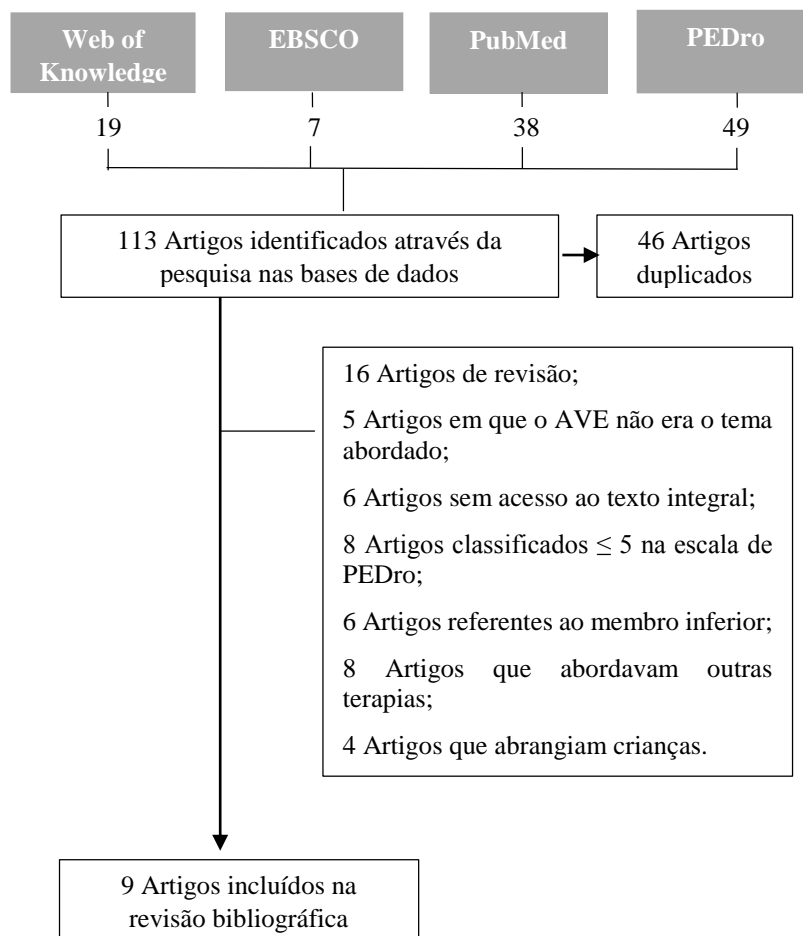 Web of
Knowledge
EBSCO
PubMed
PEDro
19
7
38
49
113 Artigos identificados através da
pesquisa nas bases de dados
46 Artigos
duplicados
16 Artigos de revisão;
5 Artigos em que o AVE não era o tema
abordado;
6 Artigos sem acesso ao texto integral;
8 Artigos classificados ≤ 5 na escala de
PEDro;
6 Artigos referentes ao membro inferior;
8 Artigos que abordavam outras
terapias;
4 Artigos que abrangiam crianças.
9 Artigos incluídos na
revisão bibliográfica